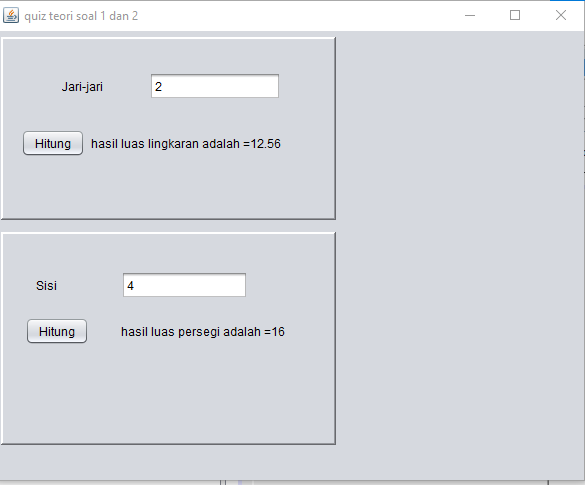 quiz teori soal 1 dan 2
Jari-jari 2
Hitung hasil luas lingkaran adalah =12.56
Sisi 4
Hitung hasil luas persegi adalah =16